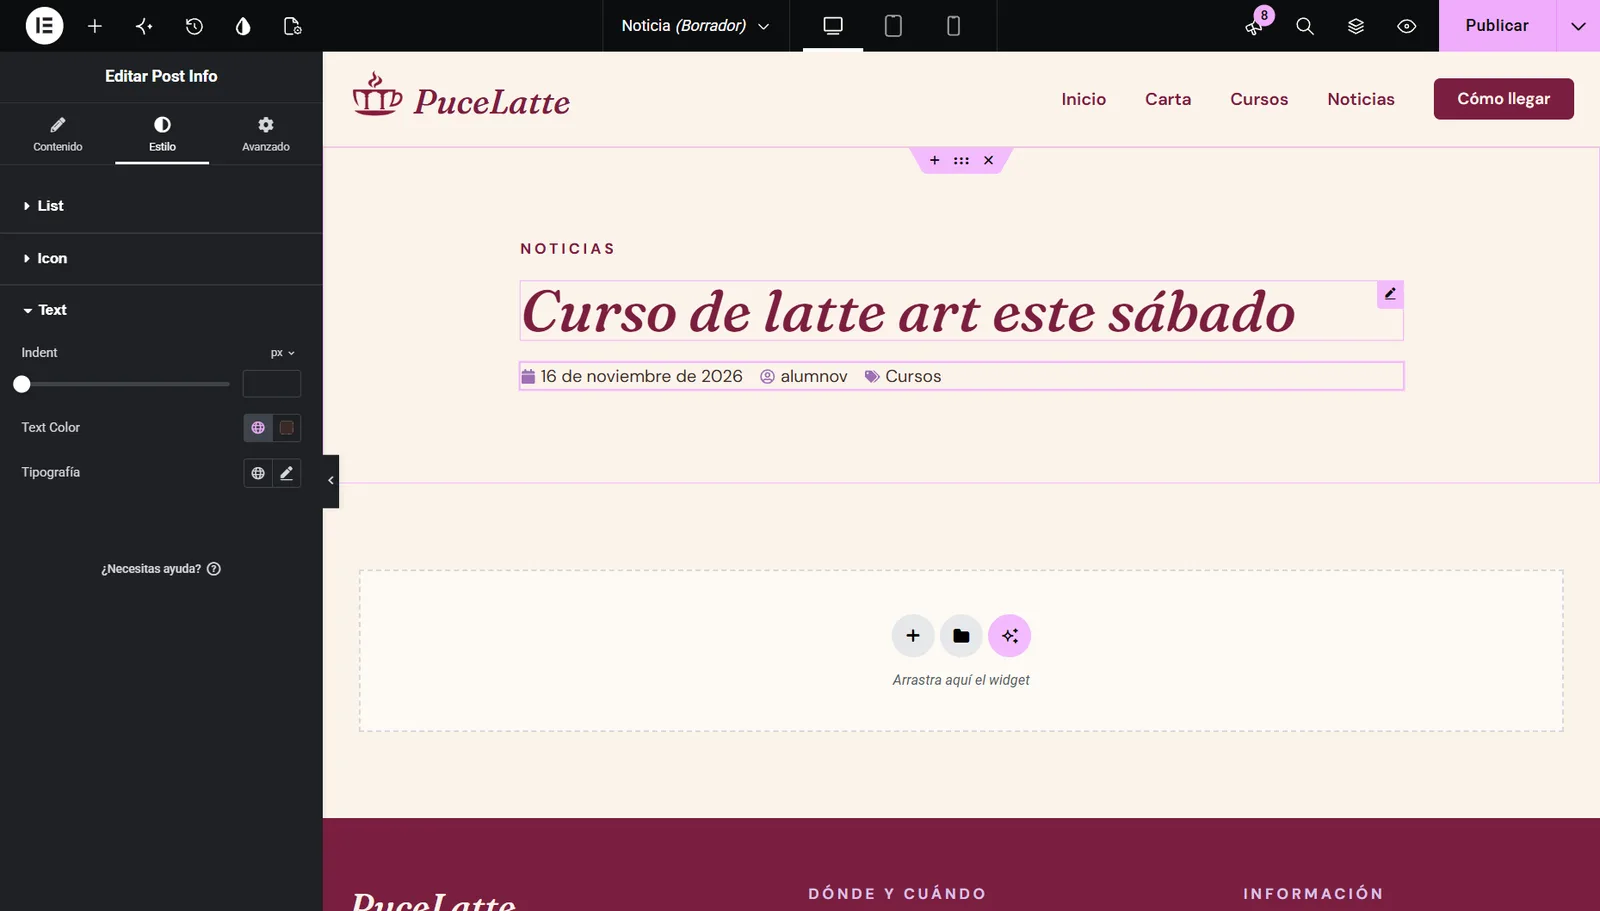 Noticia (Borrador)
8
Publicar
Editar Post Info
Contenido
Estilo
Avanzado
List
Icon
Text
Indent
px
Text Color
Tipografía
¿Necesitas ayuda?
PuceLatte
Inicio
Carta
Cursos
Noticias
Cómo llegar
NOTICIAS
Curso de latte art este sábado
16 de noviembre de 2026 alumnov Cursos
Arrastra aquí el widget
PuceLatte
DÓNDE Y CUÁNDO
INFORMACIÓN